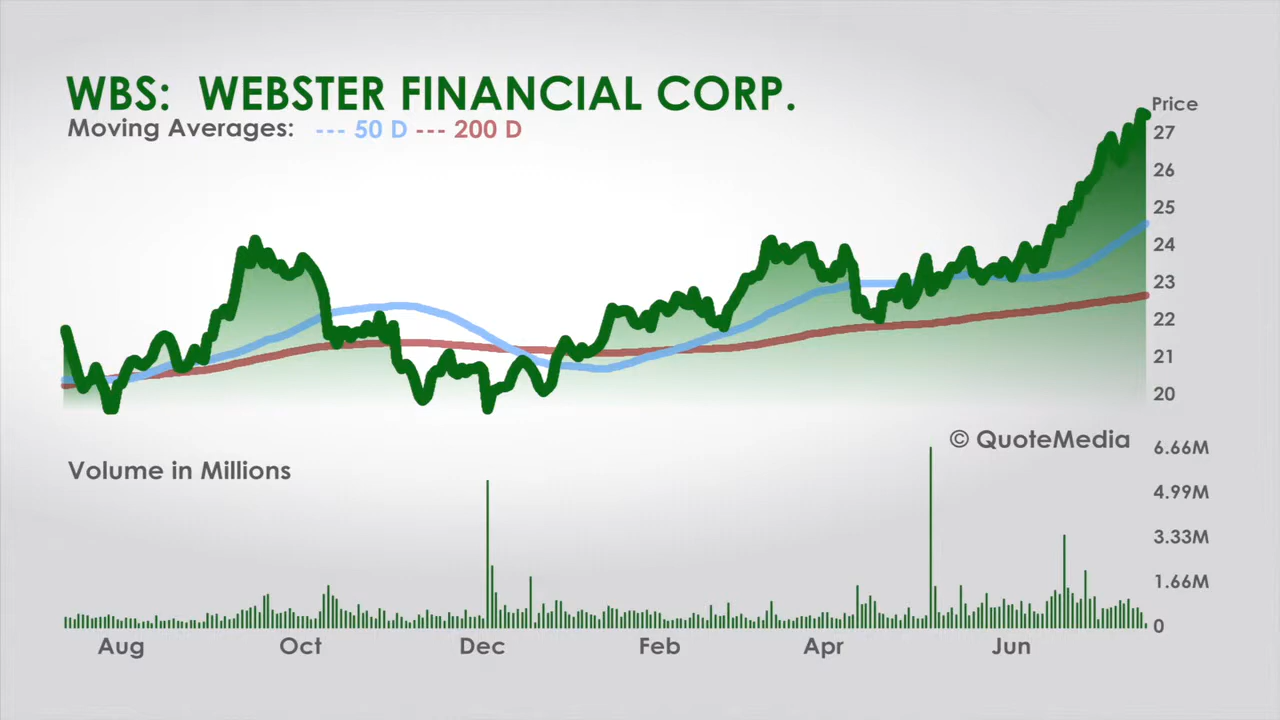 WBS: WEBSTER FINANCIAL CORP.
Moving Averages: --- 50 D --- 200 D
Price
27
26
25
24
23
22
21
20
© QuoteMedia
Volume in Millions
6.66M
4.99M
3.33M
1.66M
0
Aug Oct Dec Feb Apr Jun